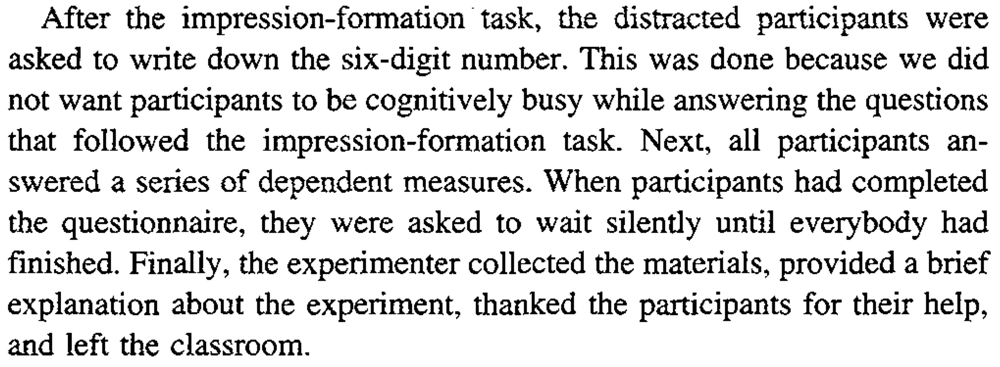 After the impression-formation task, the distracted participants were
asked to write down the six-digit number. This was done because we did
not want participants to be cognitively busy while answering the questions
that followed the impression-formation task. Next, all participants an-
swered a series of dependent measures. When participants had completed
the questionnaire, they were asked to wait silently until everybody had
finished. Finally, the experimenter collected the materials, provided a brief
explanation about the experiment, thanked the participants for their help,
and left the classroom.